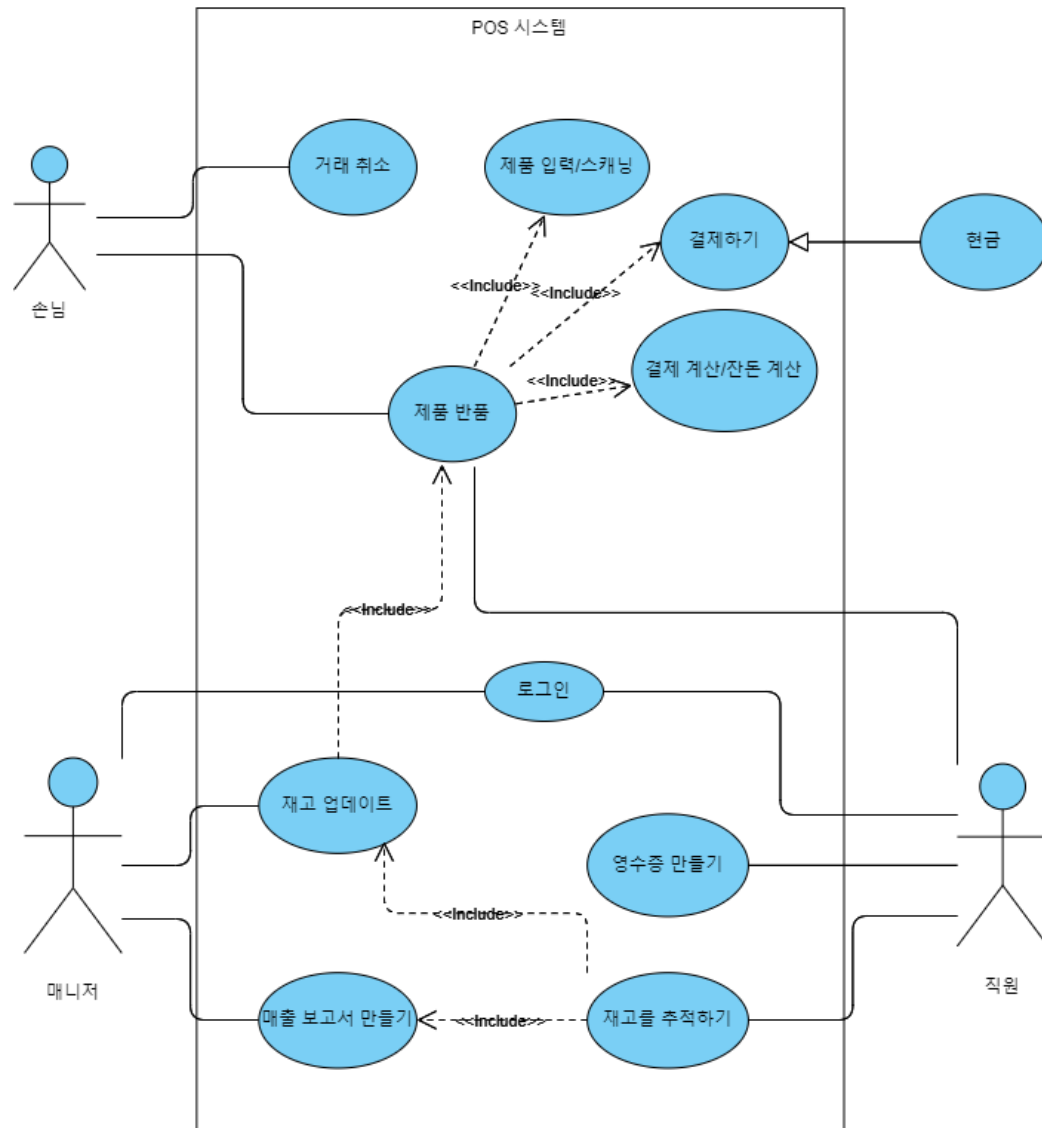 POS 시스템
거래 취소
제품 입력/스캐닝
결제하기
현금
손님
<<Include>>
<<Include>>
결제 계산/잔돈 계산
<<Include>>
제품 반품
<<Include>>
로그인
재고 업데이트
영수증 만들기
<<Include>>
매니저
직원
매출 보고서 만들기
<<Include>>
재고를 추적하기